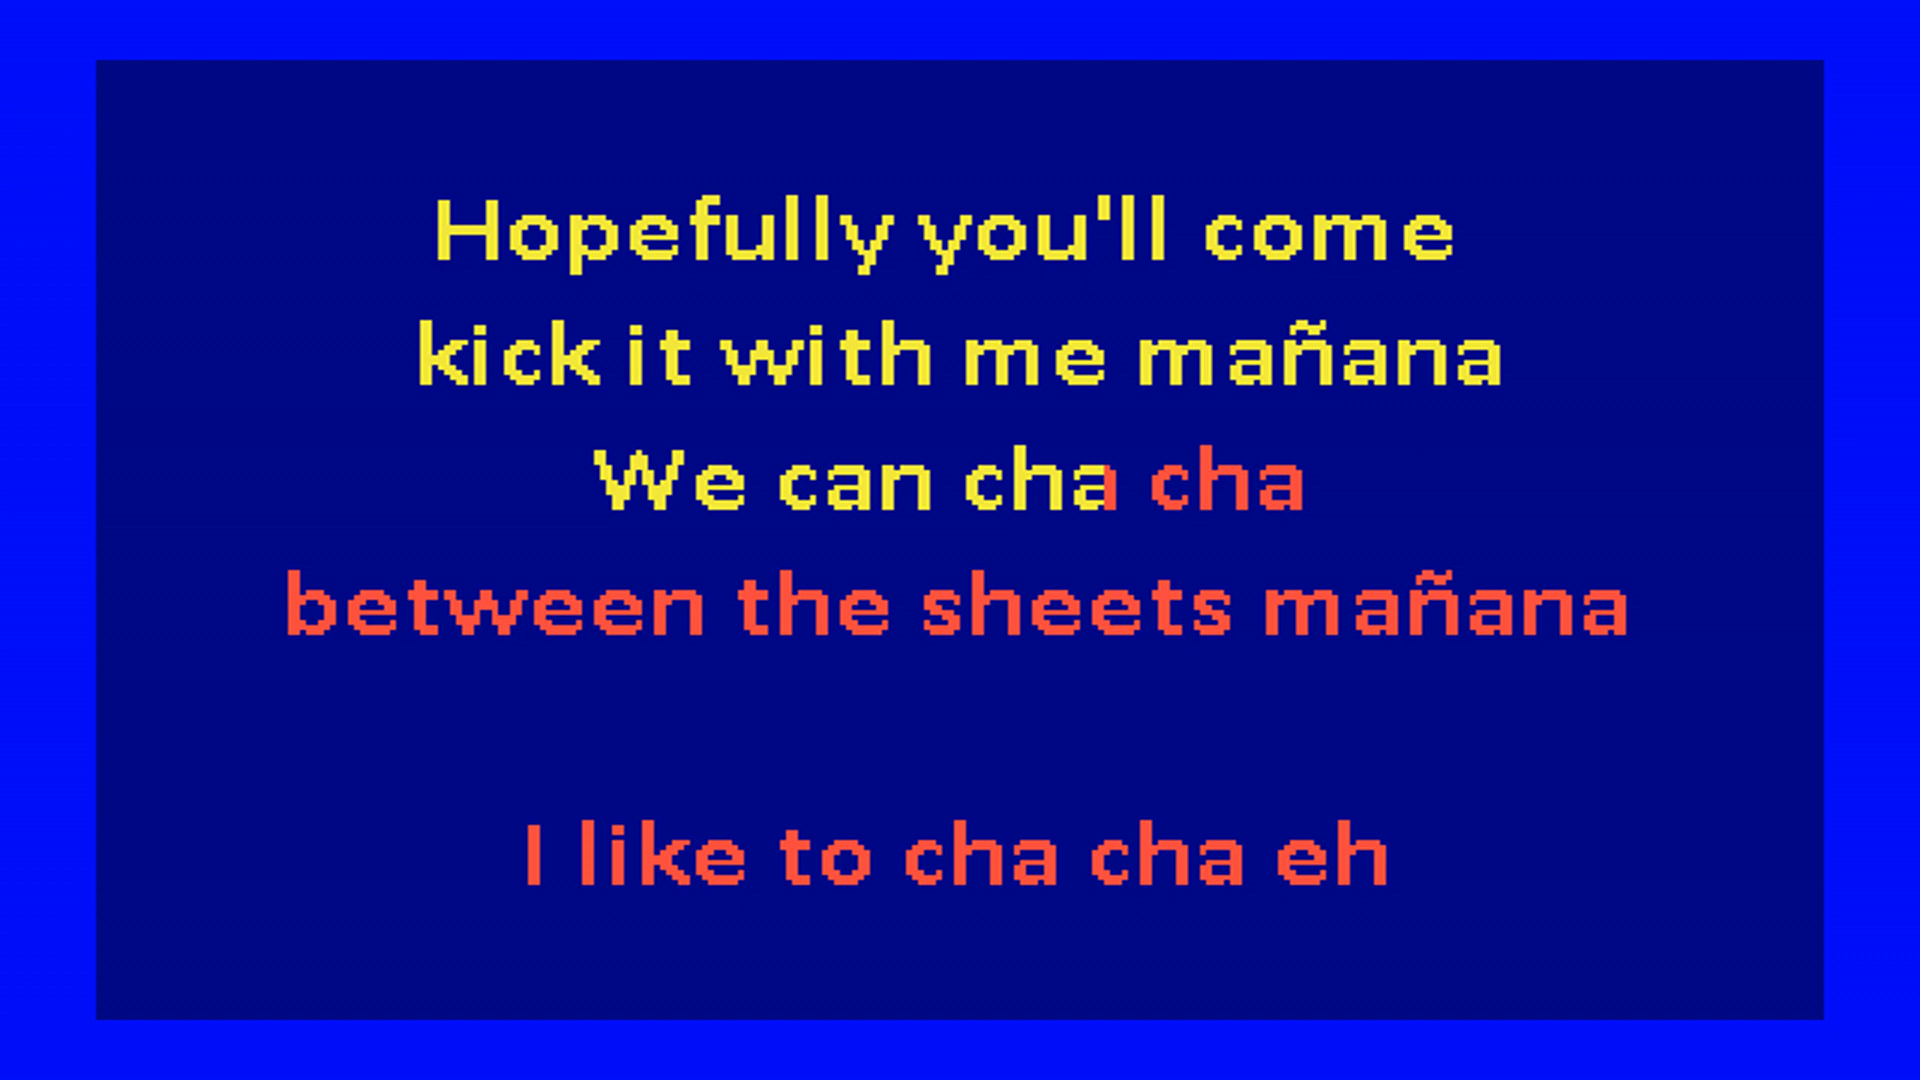 Hopefully you'll come
kick it with me mañana
We can cha cha
between the sheets mañana
I like to cha cha eh